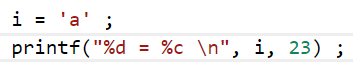 i = 'a' ;
printf("%d = %c \n", i, 23) ;